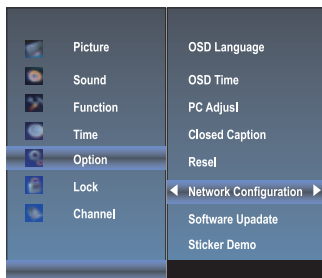 Picture
Sound
Function
Time
Option
Lock
Channel
OSD Language
OSD Time
PC Adjusl
Closed Caption
Resel
Network Configuration
Software Upadate
Sticker Demo